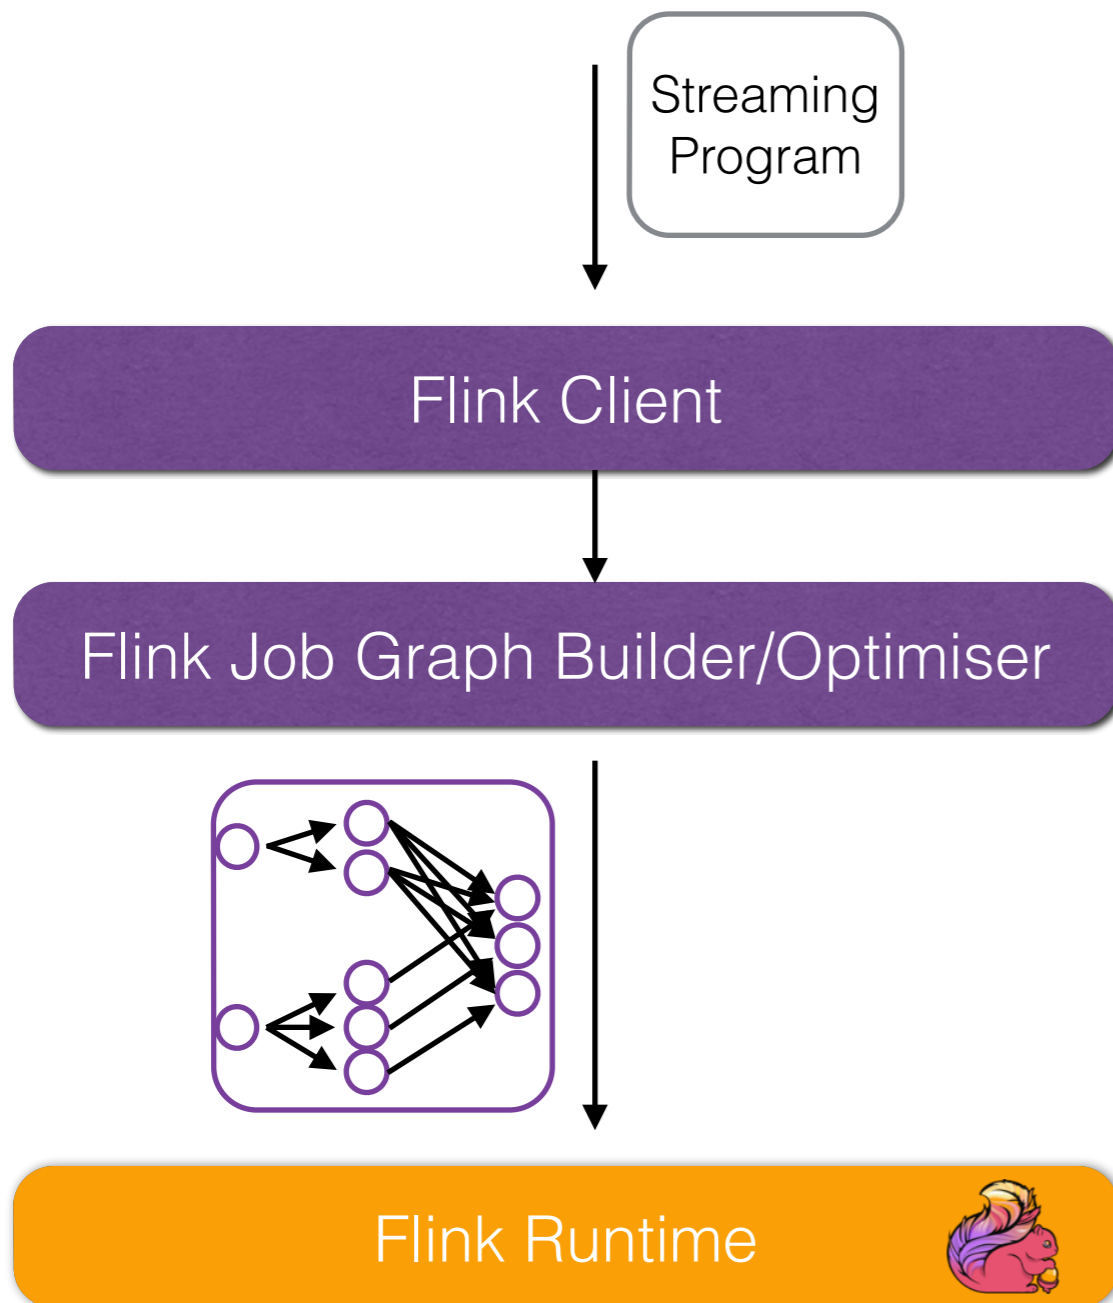 Streaming
Program
Flink Client
Flink Job Graph Builder/Optimiser
Flink Runtime